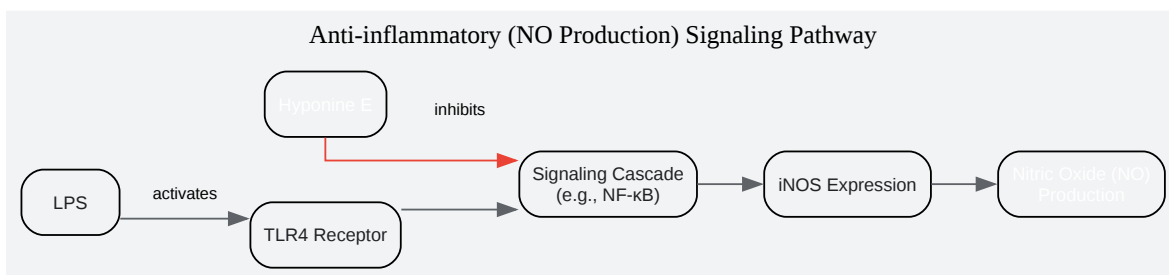 Anti-inflammatory (NO Production) Signaling Pathway
Hyponine E
inhibits
LPS
activates
TLR4 Receptor
Signaling Cascade
(e.g., NF-κB)
iNOS Expression
Nitric Oxide (NO)
Production